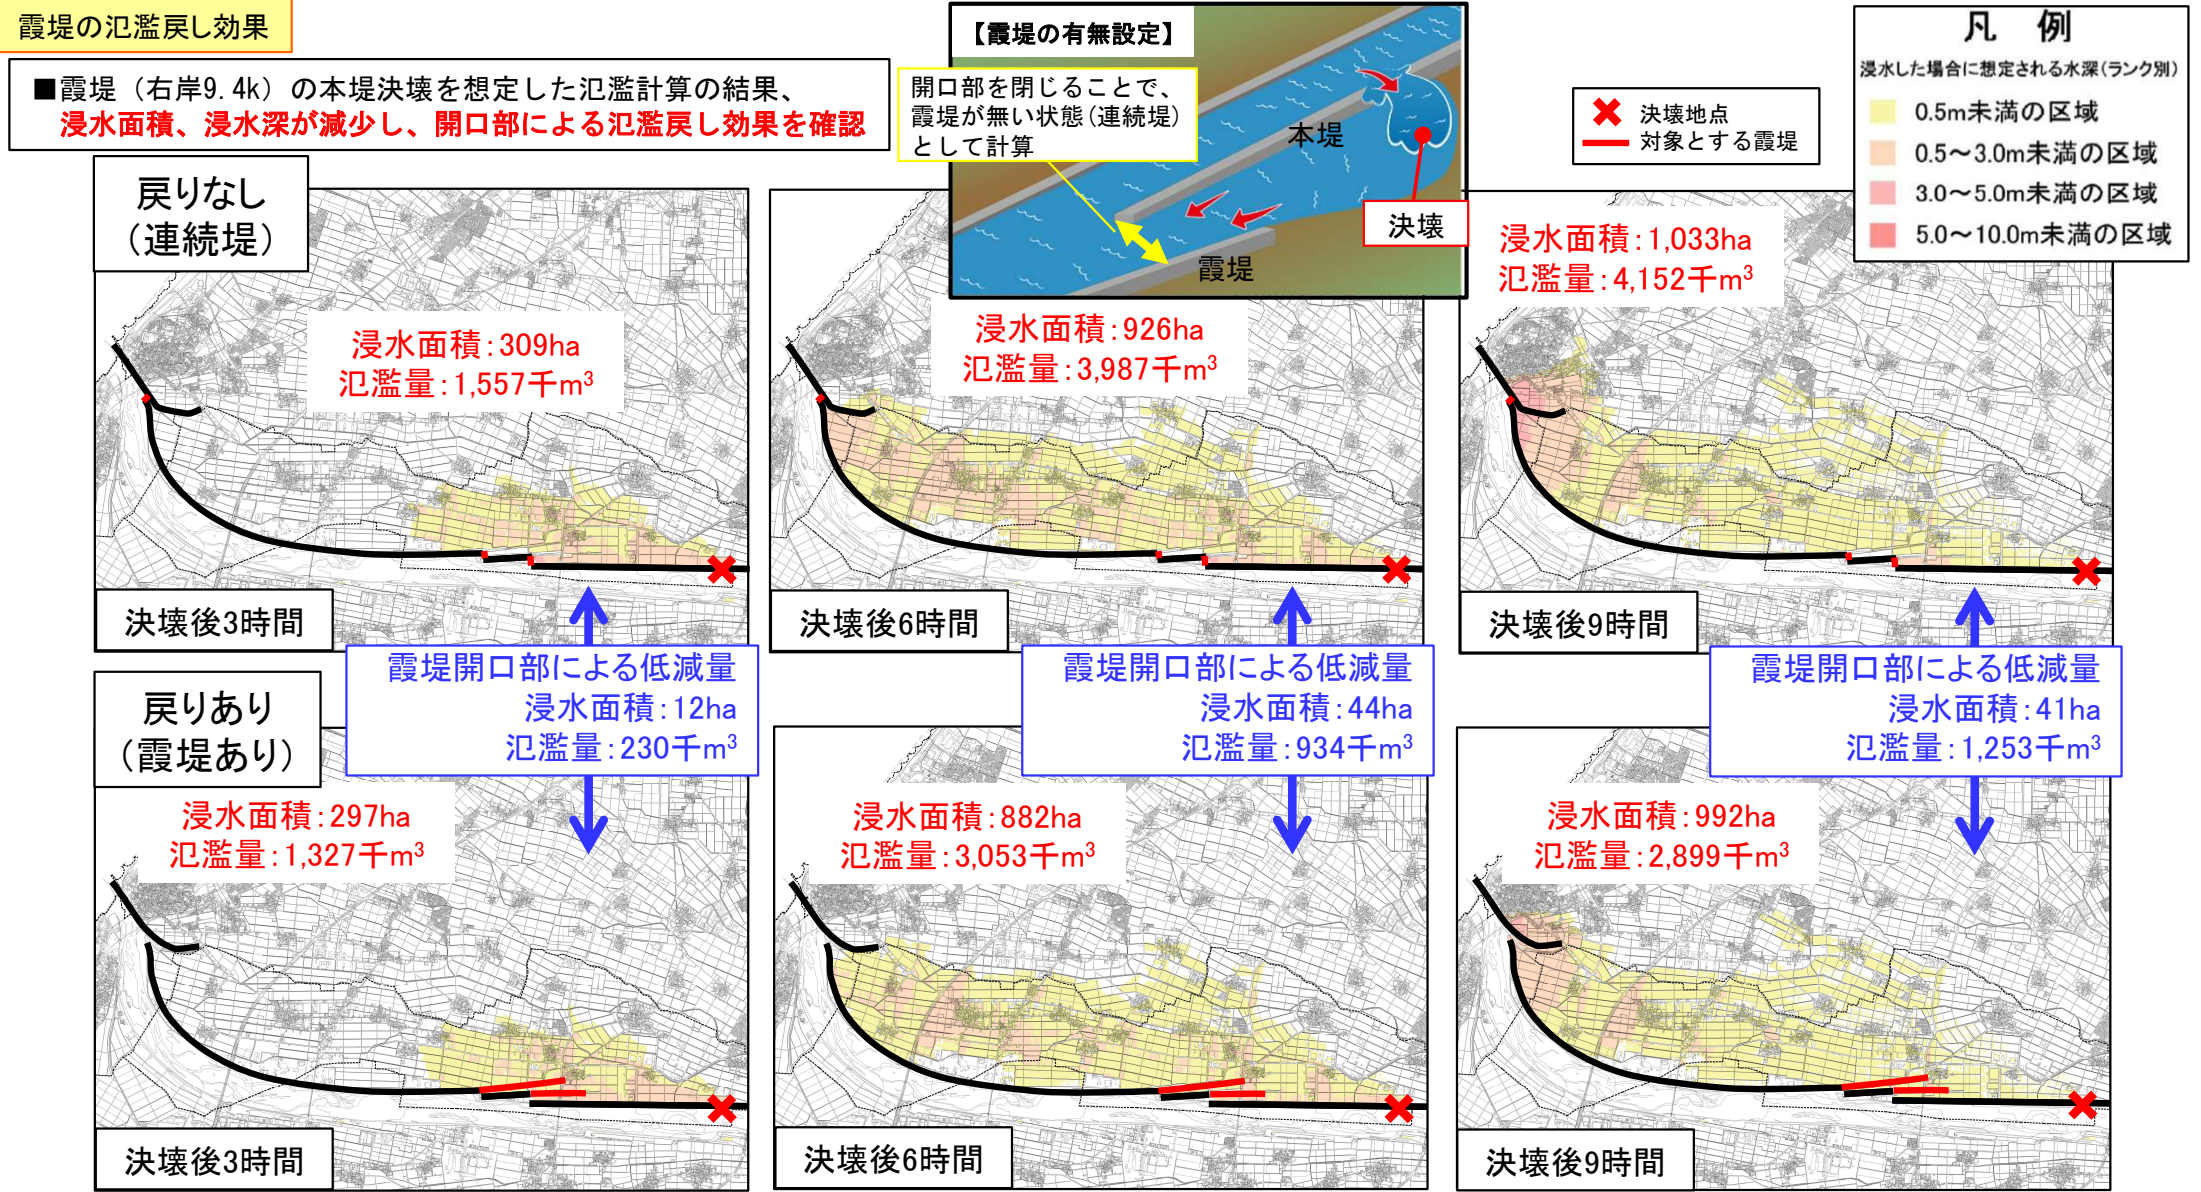 霞堤の氾濫戻し効果
■霞堤（右岸9.4k）の本堤決壊を想定した氾濫計算の結果、
浸水面積、浸水深が減少し、開口部による氾濫戻し効果を確認
【霞堤の有無設定】
開口部を閉じることで、
霞堤が無い状態(連続堤)
として計算
本堤
決壊
霞堤
決壊地点
対象とする霞堤
凡 例
浸水した場合に想定される水深(ランク別)
0.5m未満の区域
0.5～3.0m未満の区域
3.0～5.0m未満の区域
5.0～10.0m未満の区域
戻りなし
（連続堤）
浸水面積：309ha
氾濫量：1,557千m³
決壊後3時間
浸水面積：926ha
氾濫量：3,987千m³
決壊後6時間
浸水面積：1,033ha
氾濫量：4,152千m³
決壊後9時間
霞堤開口部による低減量
浸水面積：12ha
氾濫量：230千m³
霞堤開口部による低減量
浸水面積：44ha
氾濫量：934千m³
霞堤開口部による低減量
浸水面積：41ha
氾濫量：1,253千m³
戻りあり
（霞堤あり）
浸水面積：297ha
氾濫量：1,327千m³
決壊後3時間
浸水面積：882ha
氾濫量：3,053千m³
決壊後6時間
浸水面積：992ha
氾濫量：2,899千m³
決壊後9時間